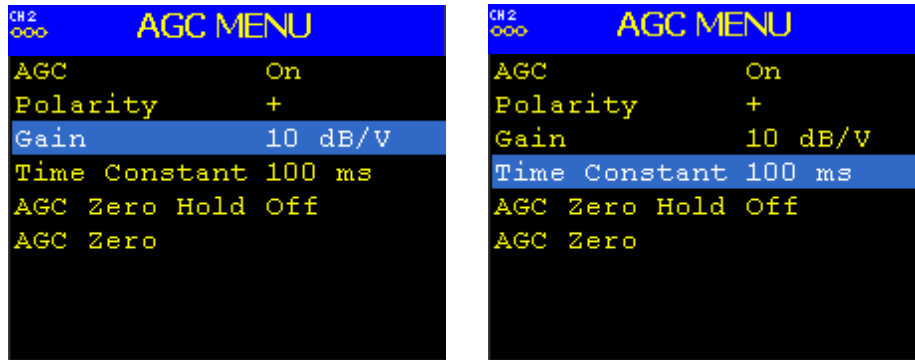 CH2
ooo AGC MENU
AGC On
Polarity +
Gain 10 dB/V
Time Constant 100 ms
AGC Zero Hold Off
AGC Zero
CH2
ooo AGC MENU
AGC On
Polarity +
Gain 10 dB/V
Time Constant 100 ms
AGC Zero Hold Off
AGC Zero